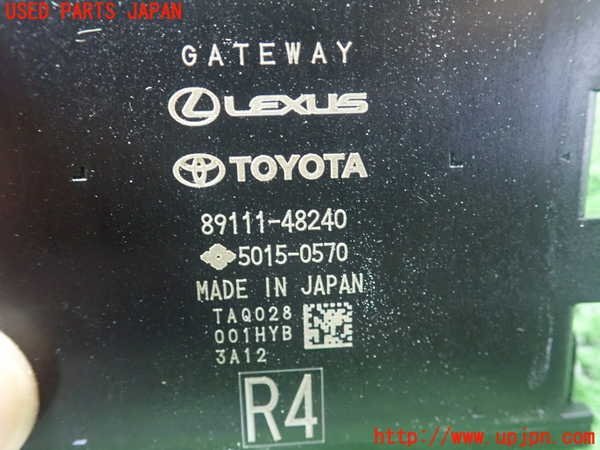 USED PARTS JAPAN
GATEWAY
LEXUS
TOYOTA
89111-48240
5015-0570
MADE IN JAPAN
TAQ028
001HYB
3A12
R4
http://www.upjpn.com